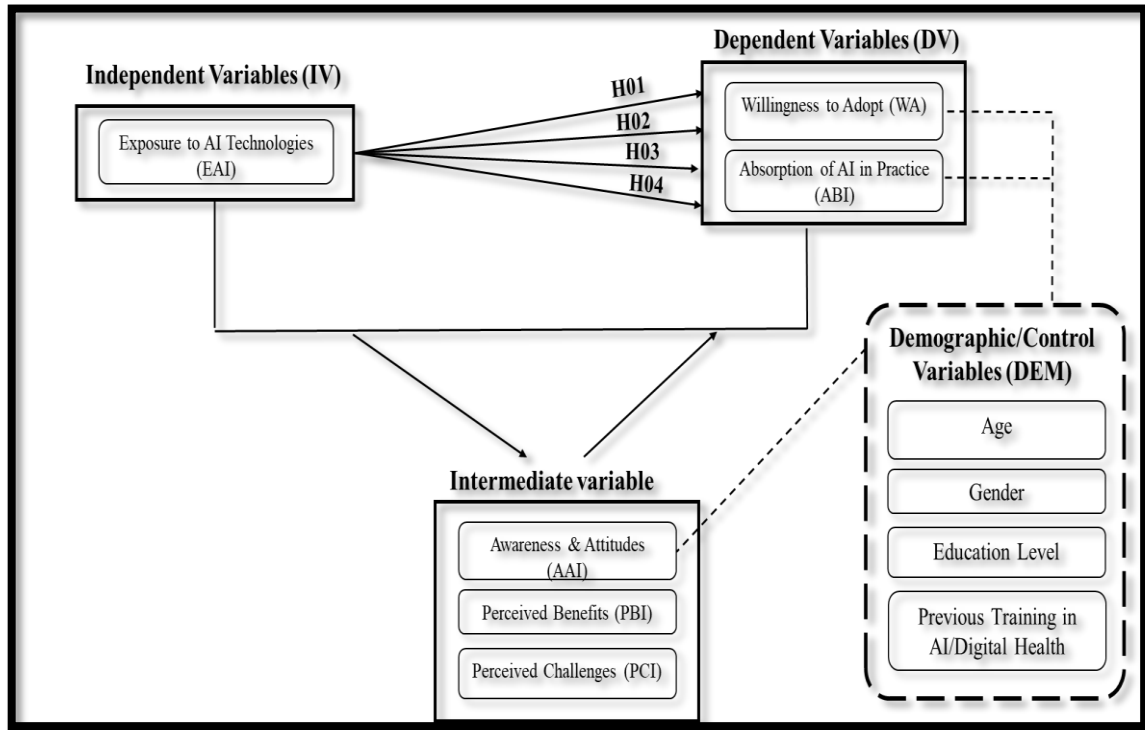 Independent Variables (IV)
Exposure to AI Technologies
(EAI)
H01
H02
H03
H04
Dependent Variables (DV)
Willingness to Adopt (WA)
Absorption of AI in Practice
(ABI)
Intermediate variable
Awareness & Attitudes
(AAI)
Perceived Benefits (PBI)
Perceived Challenges (PCI)
Demographic/Control
Variables (DEM)
Age
Gender
Education Level
Previous Training in
AI/Digital Health